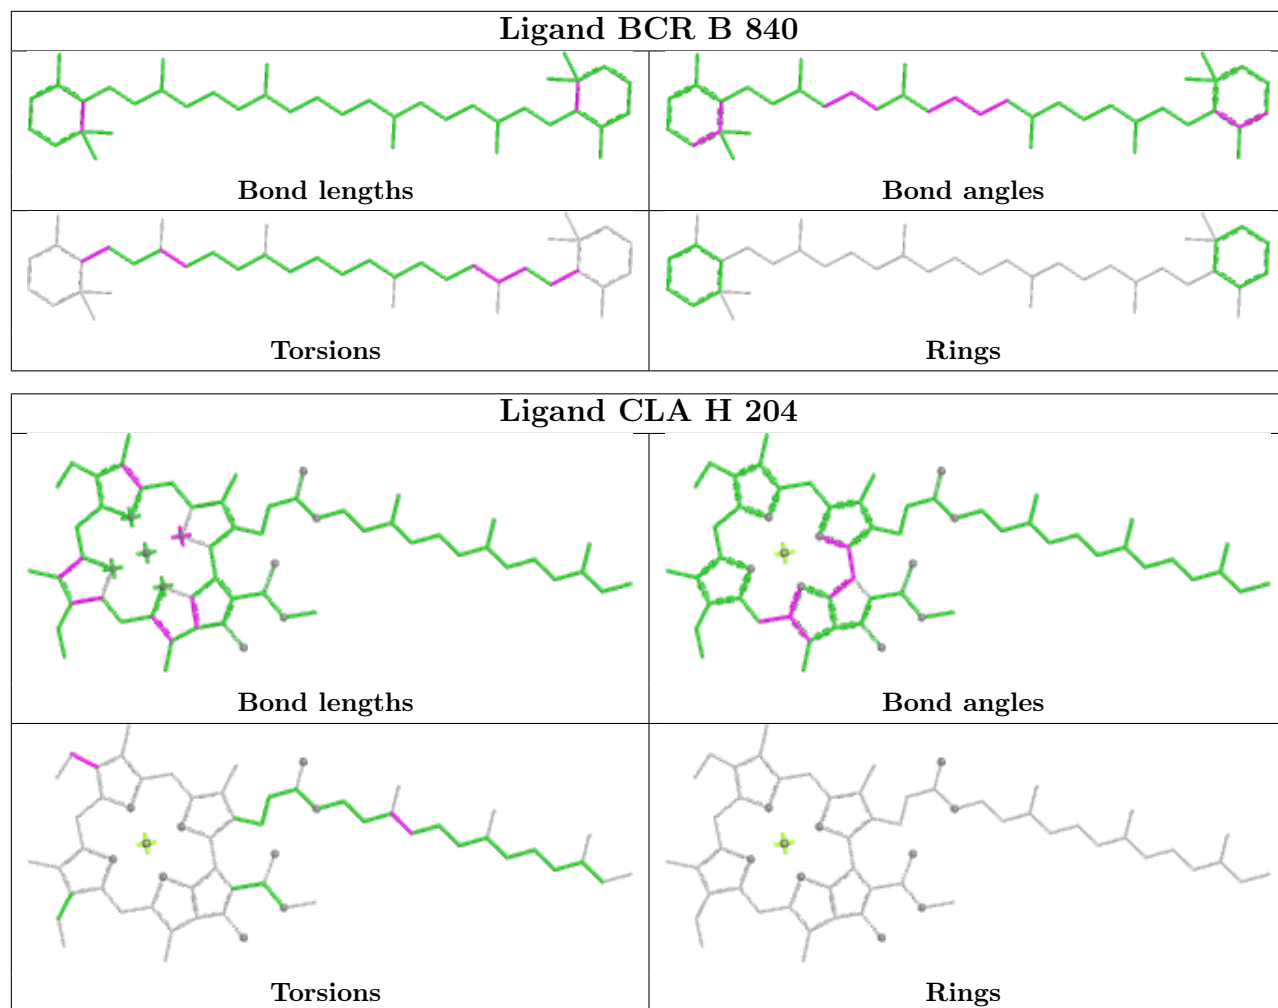 Ligand BCR B 840
Bond lengths
Bond angles
Torsions
Rings
Ligand CLA H 204
Bond lengths
Bond angles
Torsions
Rings